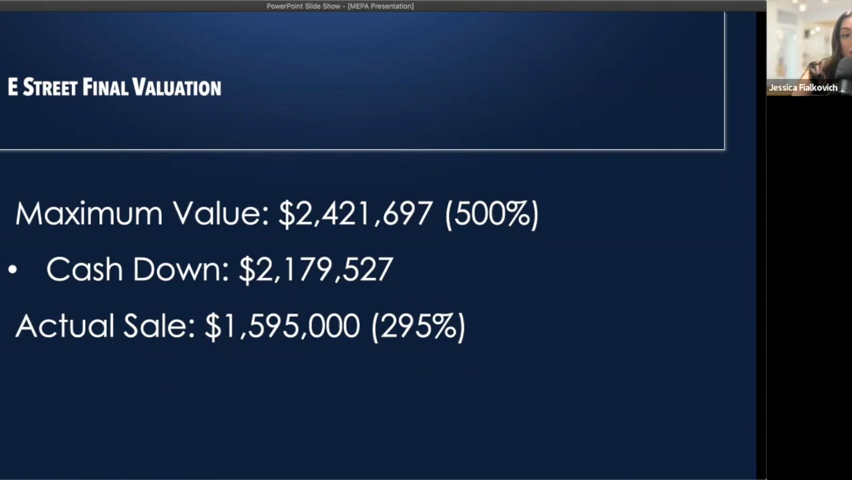 PowerPoint Slide Show - [MEPA Presentation]
E STREET FINAL VALUATION
Maximum Value: $2,421,697 (500%)
• Cash Down: $2,179,527
Actual Sale: $1,595,000 (295%)
Jessica Fialkovich